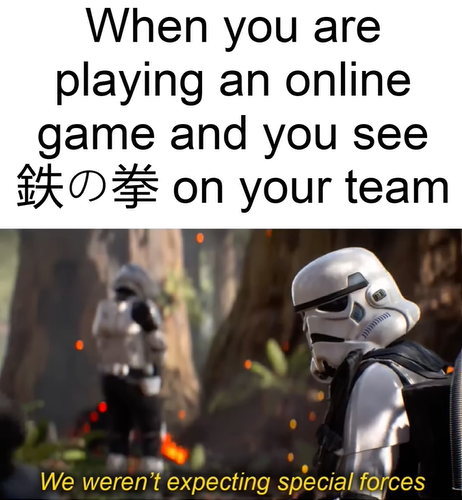 When you are
playing an online
game and you see
鉄の拳 on your team
We weren't expecting special forces